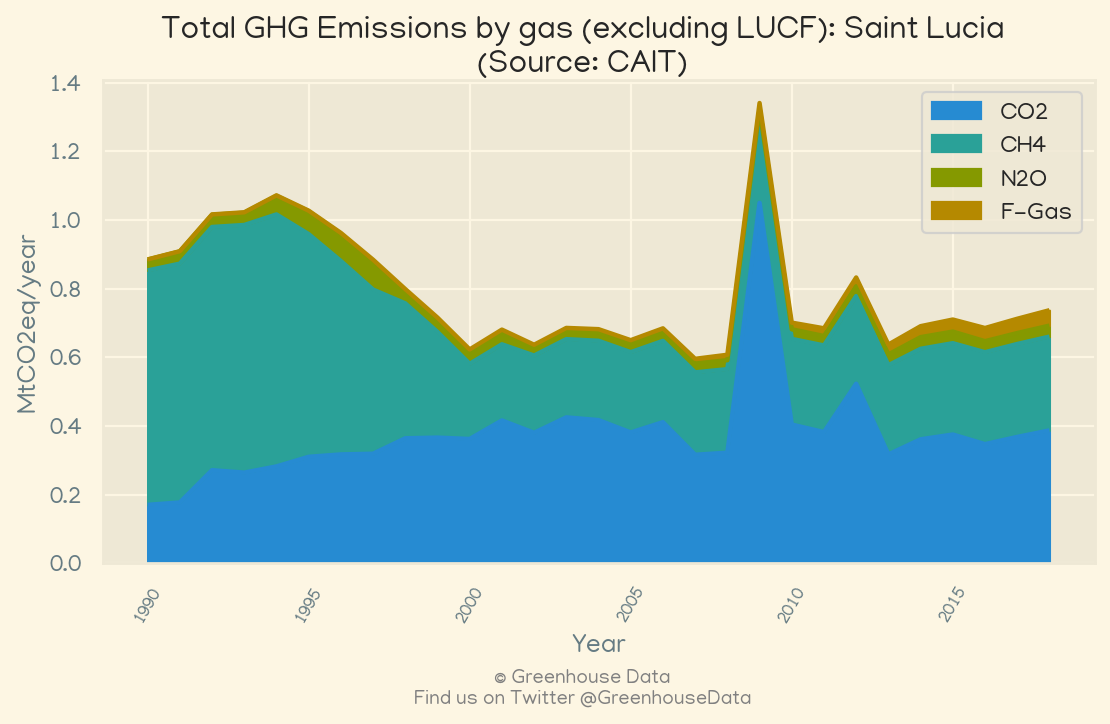 Total GHG Emissions by gas (excluding LUCF): Saint Lucia
(Source: CAIT)
1.4
1.2
1.0
0.8
0.6
0.4
0.2
0.0
MtCO2eq/year
CO2
CH4
N2O
F-Gas
1990
1995
2000
2005
2010
2015
Year
© Greenhouse Data
Find us on Twitter @GreenhouseData